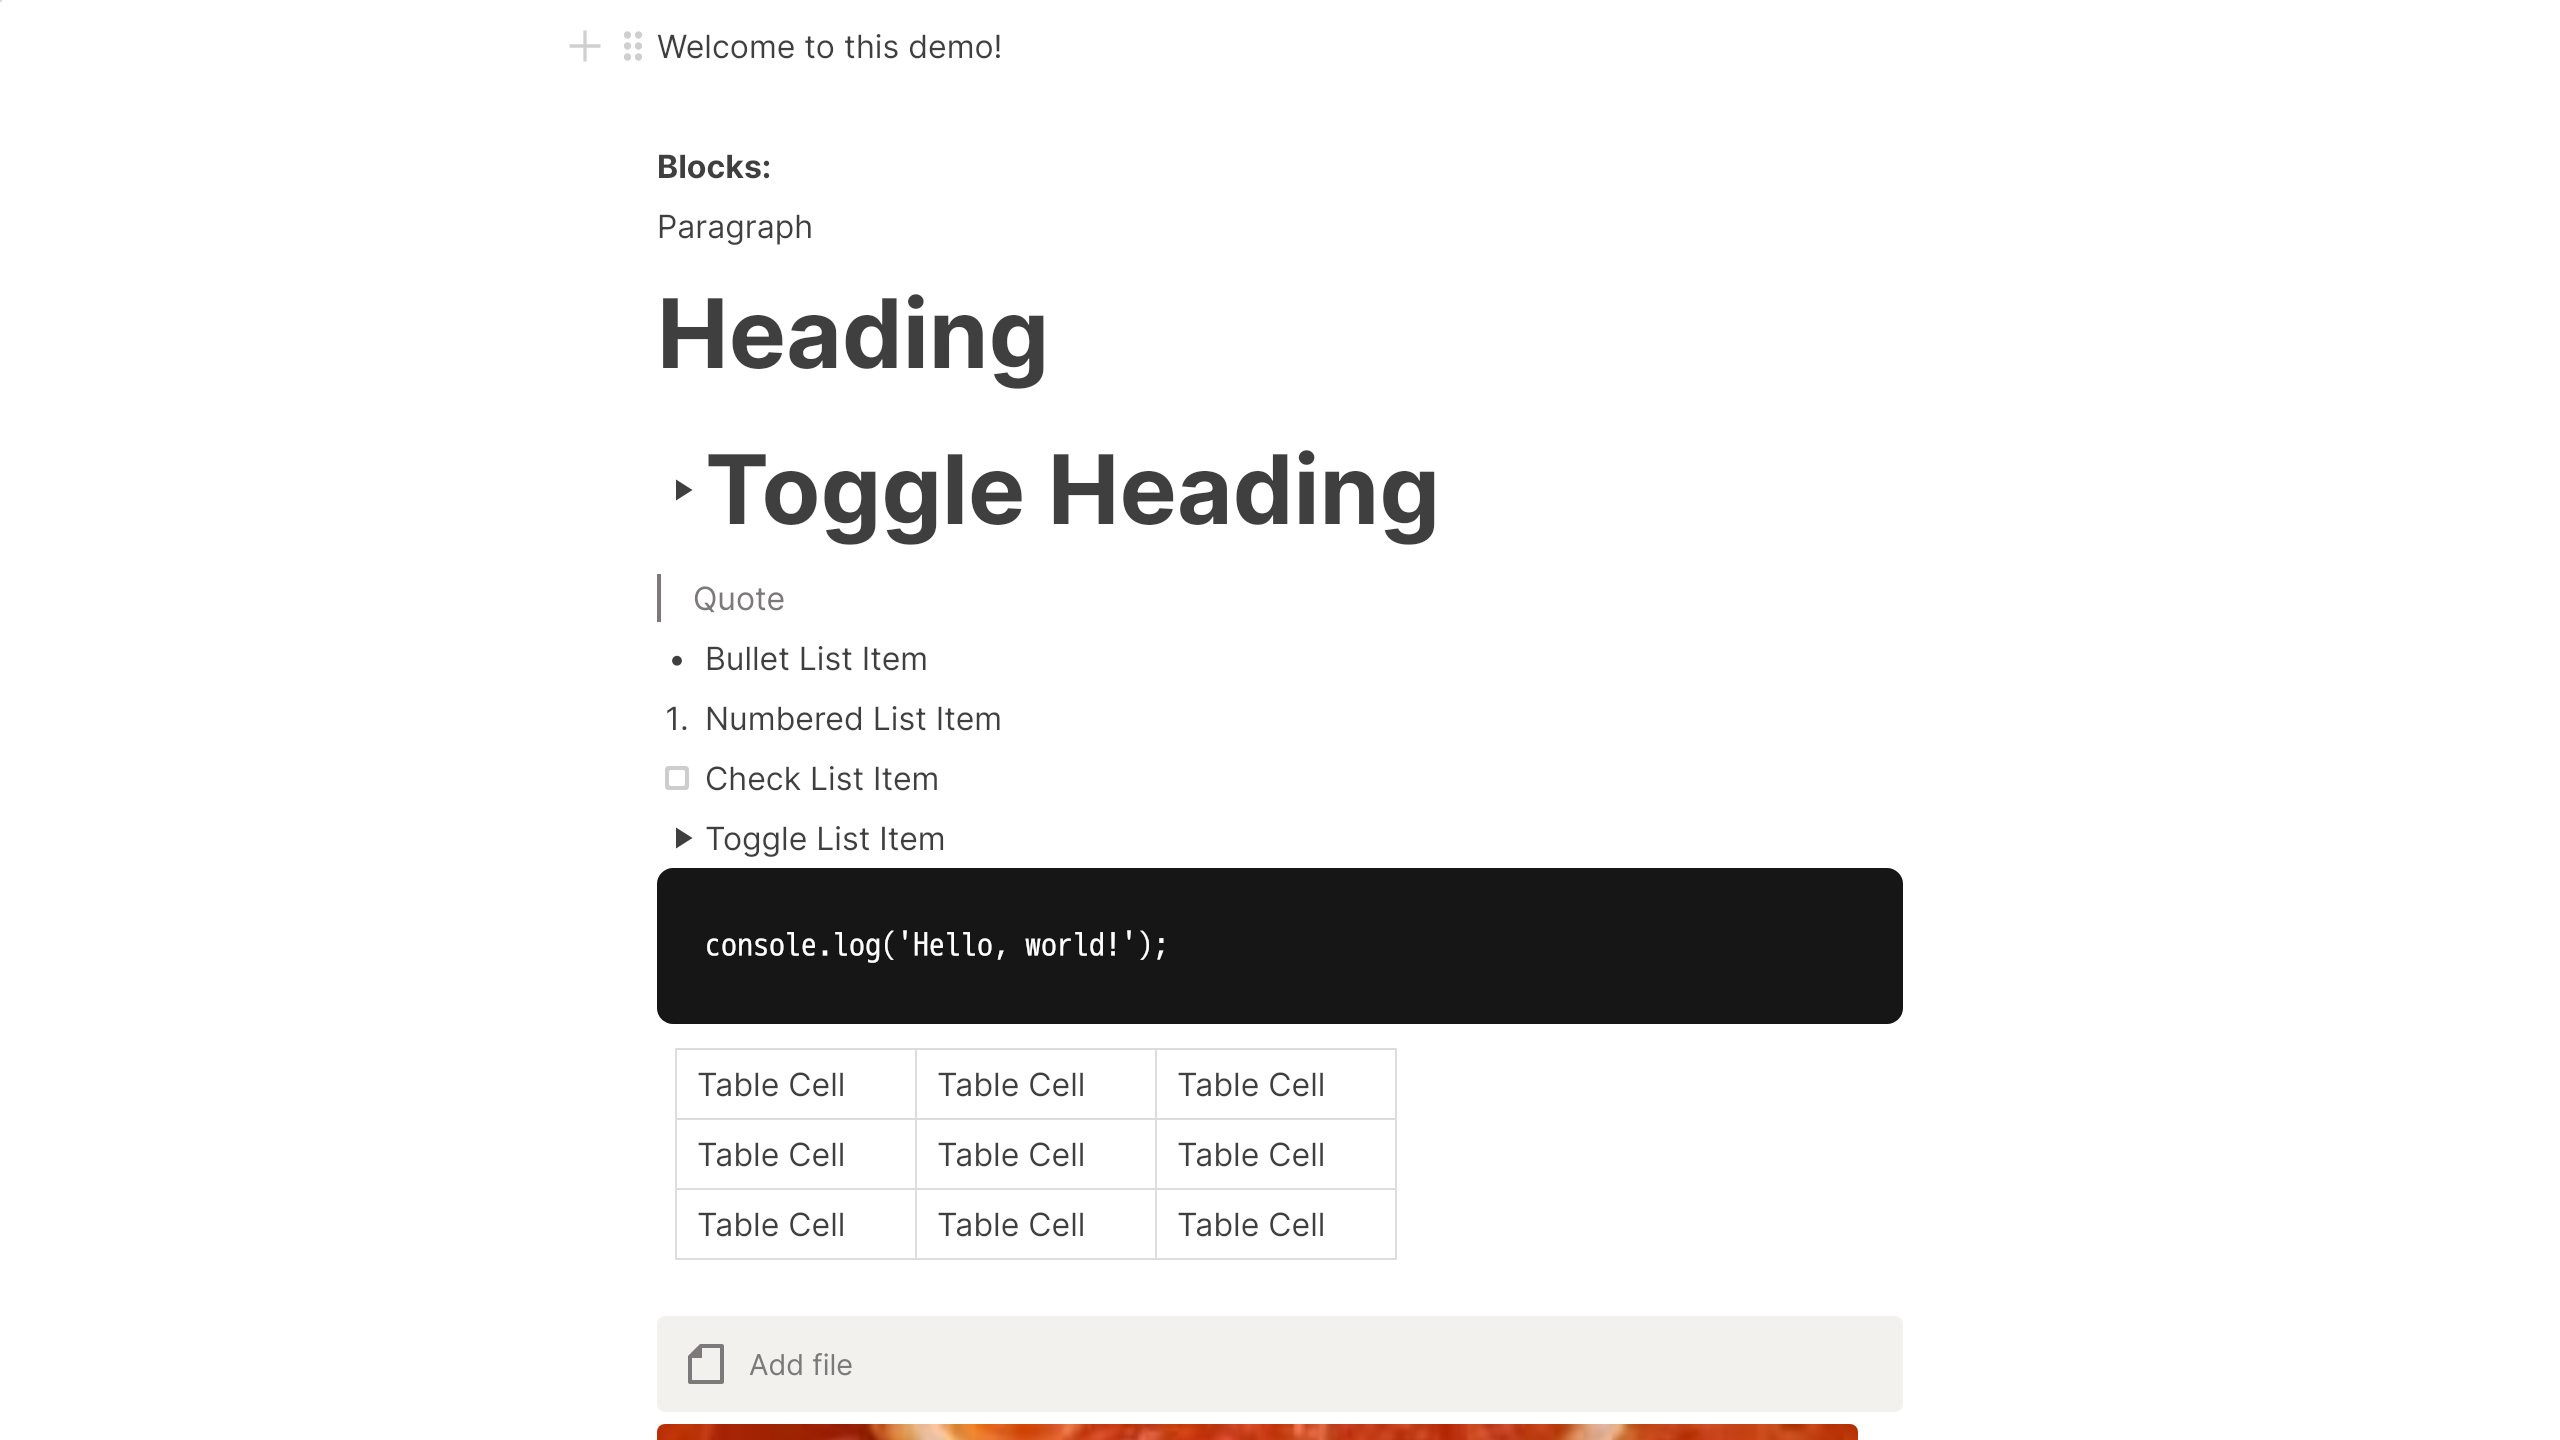 Welcome to this demo!
Blocks:
Paragraph
Heading
Toggle Heading
Quote
• Bullet List Item
1. Numbered List Item
Check List Item
Toggle List Item
console.log('Hello, world!');
Table Cell Table Cell Table Cell
Table Cell Table Cell Table Cell
Table Cell Table Cell Table Cell
Add file